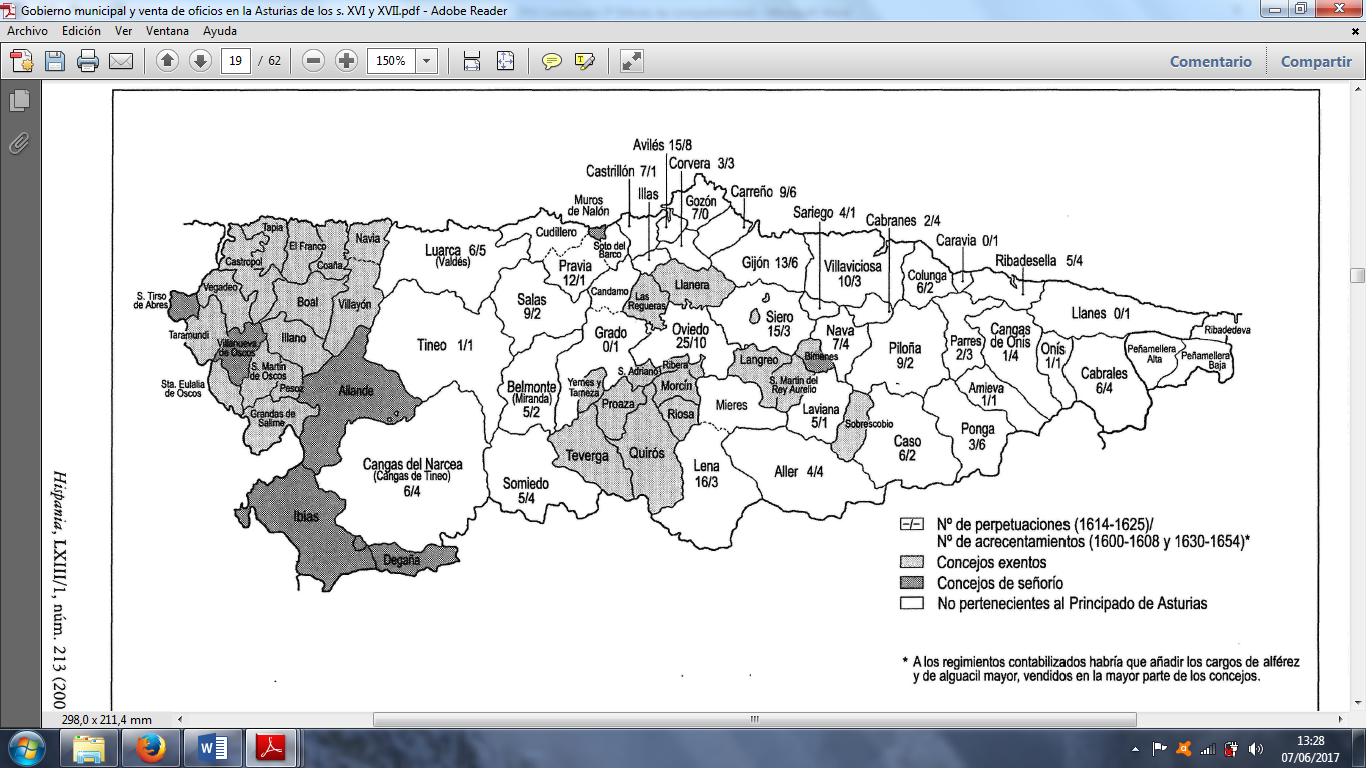 Gobierno municipal y venta de oficios en la Asturias de los s. XVI y XVII.pdf - Adobe Reader
Archivo Edición Ver Ventana Ayuda
19 / 62 150% Comentario Compartir
Avilés 15/8
Corvera 3/3
Castrillón 7/1
Illas
Gozón
7/0
Carreño 9/6
Muros
de Nalón
Sariego 4/1
Cabranes 2/4
Caravia 0/1
Ribadesella 5/4
Tapia
El Franco
Navia
Castropol
Coaña
Luarca 6/5
(Valdés)
Cudillero
Soto del
Barco
Pravia
12/1
Gijón 13/6
Villaviciosa
10/3
Colunga
6/2
Vegadeo
S. Tirso
de Abres
Boal
Villayón
Salas
9/2
Candamo
Las
Regueras
Llanera
Siero
15/3
Llanes 0/1
Ribadedeva
Taramundi
Villanueva
de Oscos
Illano
Tineo 1/1
Grado
0/1
Oviedo
25/10
Nava
7/4
Piloña
9/2
Parres
2/3
Cangas
de Onís
1/4
Onís
1/1
Peñamellera
Alta
Peñamellera
Baja
S. Martín
de Oscos
Sta. Eulalia
de Oscos
Pesoz
Allande
Belmonte
(Miranda)
5/2
Yernes y
Tameza
S. Adriano
Ribera
Langreo
Bimenes
Cabrales
6/4
Grandas de
Salime
Proaza
Morcín
Riosa
Mieres
S. Martín del
Rey Aurelio
Laviana
5/1
Sobrescobio
Amieva
1/1
Cangas del Narcea
(Cangas de Tineo)
6/4
Somiedo
5/4
Teverga
Quirós
Lena
16/3
Aller 4/4
Caso
6/2
Ponga
3/6
Ibias
Degaña
-/- Nº de perpetuaciones (1614-1625)/
Nº de acrecentamientos (1600-1608 y 1630-1654)*
Concejos exentos
Concejos de señorío
No pertenecientes al Principado de Asturias
* A los regimientos contabilizados habría que añadir los cargos de alférez
y de alguacil mayor, vendidos en la mayor parte de los concejos.
Hispania, LXIII/1, núm. 213 (200
298,0 x 211,4 mm
13:28
07/06/2017